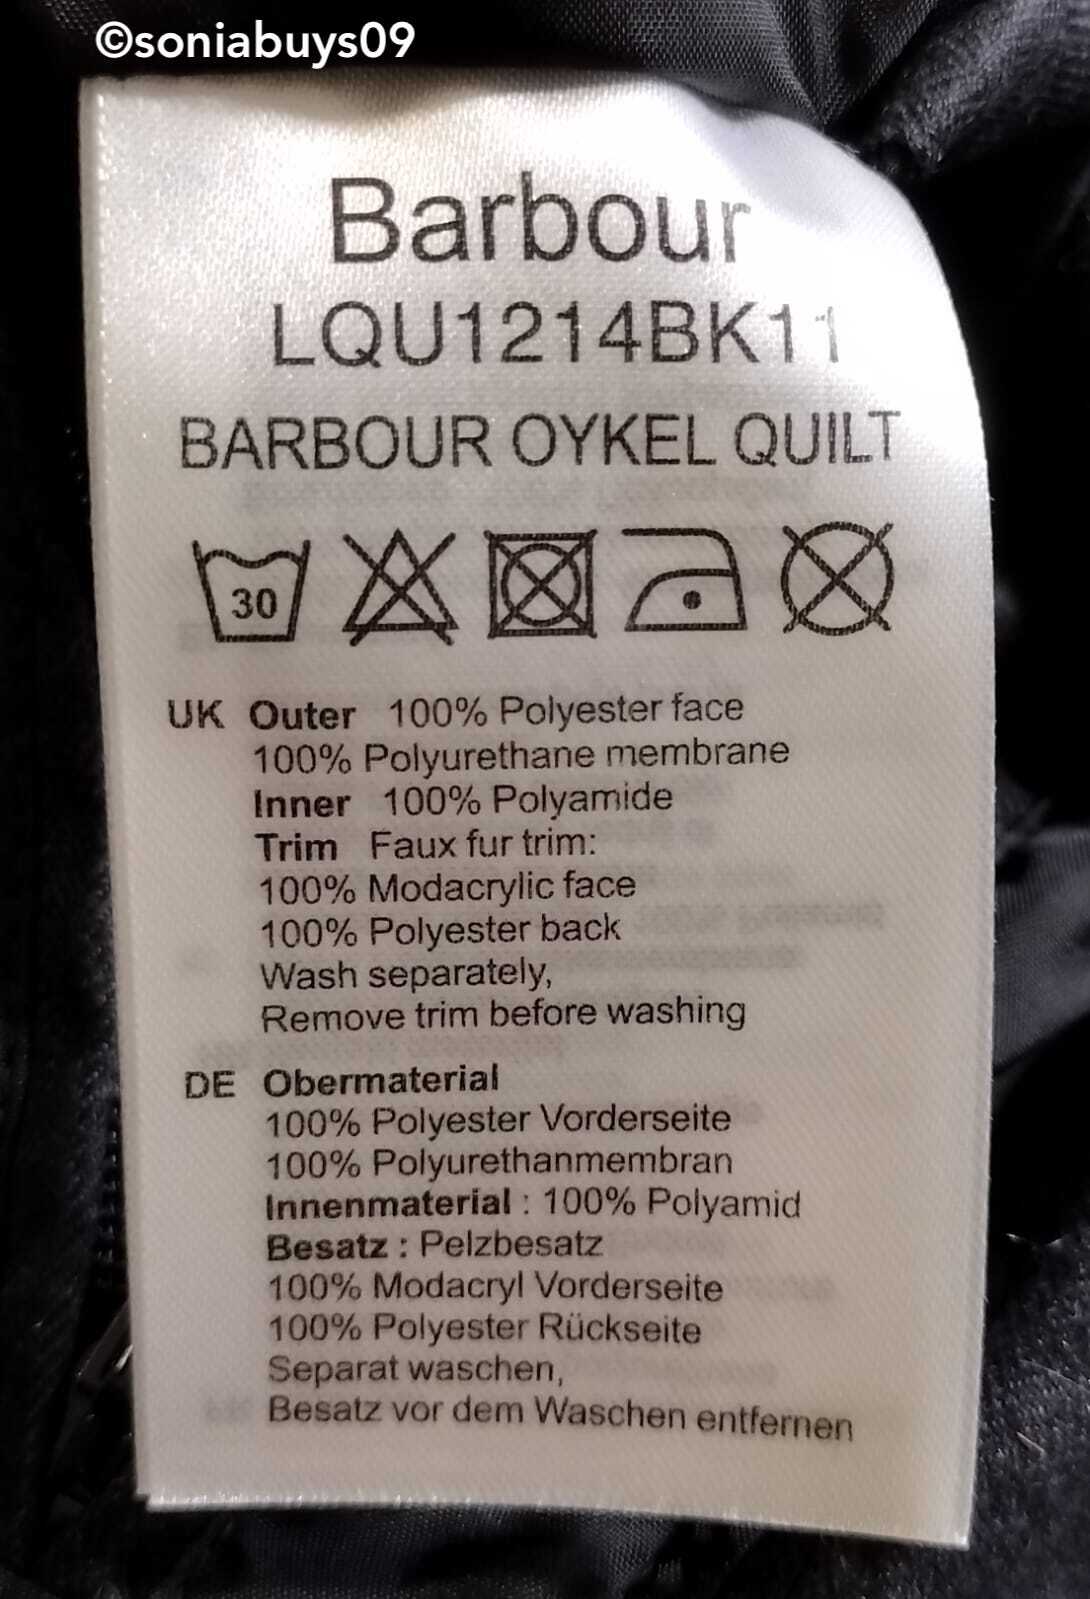 ©soniabuys09
Barbour
LQU1214BK11
BARBOUR OYKEL QUILT
30
UK Outer 100% Polyester face
100% Polyurethane membrane
Inner 100% Polyamide
Trim Faux fur trim:
100% Modacrylic face
100% Polyester back
Wash separately,
Remove trim before washing
DE Obermaterial
100% Polyester Vorderseite
100% Polyurethanmembran
Innenmaterial : 100% Polyamid
Besatz : Pelzbesatz
100% Modacryl Vorderseite
100% Polyester Rückseite
Separat waschen,
Besatz vor dem Waschen entfernen